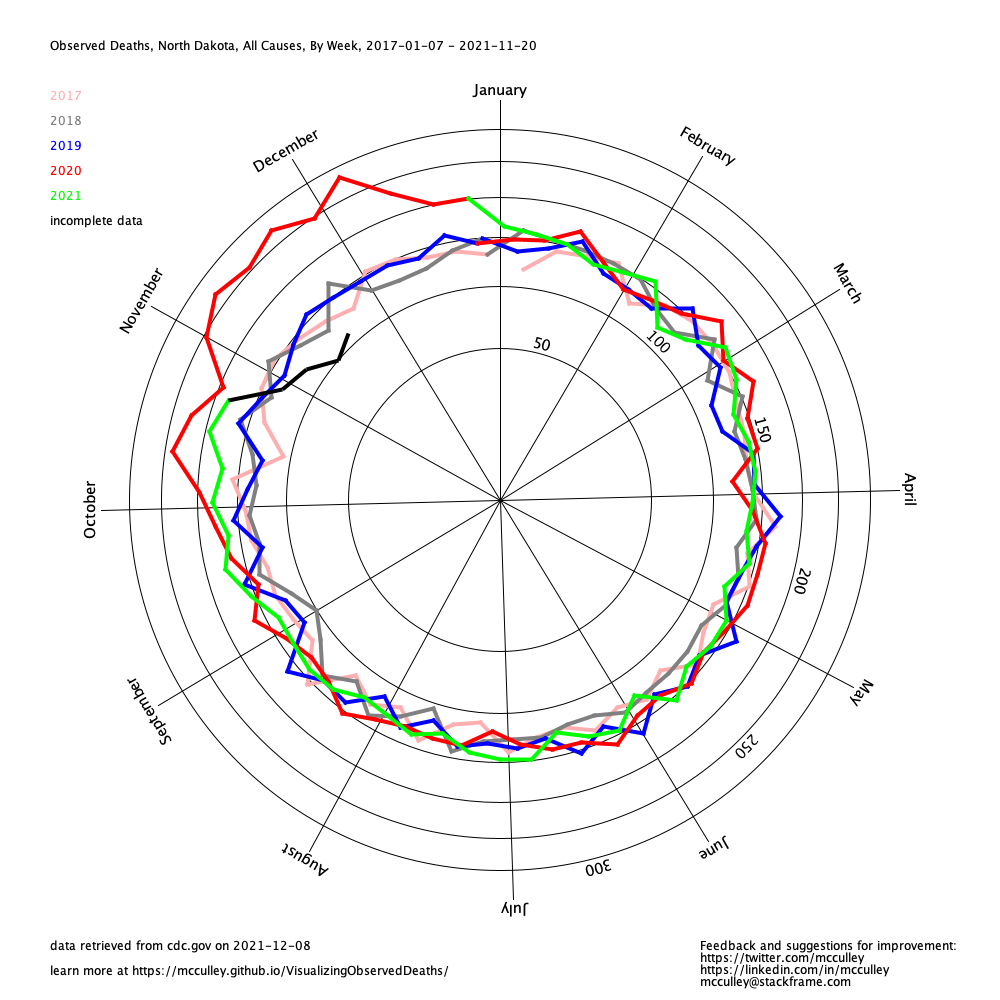 Observed Deaths, North Dakota, All Causes, By Week, 2017-01-07 - 2021-11-20
January
2017
2018
2019
2020
2021
incomplete data
December
February
November
March
50
100
150
October
April
200
September
May
250
August
June
300
July
data retrieved from cdc.gov on 2021-12-08
learn more at https://mcculley.github.io/VisualizingObservedDeaths/
Feedback and suggestions for improvement:
https://twitter.com/mcculley
https://linkedin.com/in/mcculley
mcculley@stackframe.com